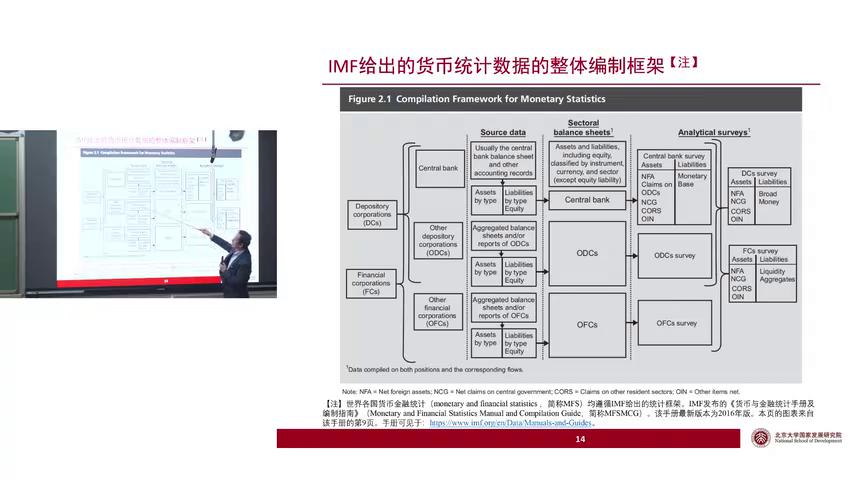 IMF给出的货币统计数据的整体编制框架【注】
Figure 2.1 Compilation Framework for Monetary Statistics
Source data
Sectoral
balance sheets1
Analytical surveys1
Depository
corporations
(DCs)
Financial
corporations
(FCs)
Central bank
Other
depository
corporations
(ODCs)
Other
financial
corporations
(OFCs)
Usually the central
bank balance sheet
and other
accounting records
Assets
by type
Liabilities
by type
Equity
Aggregated balance
sheets and/or
reports of ODCs
Assets
by type
Liabilities
by type
Equity
Aggregated balance
sheets and/or
reports of OFCs
Assets
by type
Liabilities
by type
Equity
Assets and liabilities,
including equity,
classified by instrument,
currency, and sector
(except equity liability)
Central bank
ODCs
OFCs
Central bank survey
Assets Liabilities
NFA
Claims on
ODCs
NCG
CORS
OIN
Monetary
Base
ODCs survey
OFCs survey
DCs survey
Assets Liabilities
NFA
NCG
CORS
OIN
Broad
Money
FCs survey
Assets Liabilities
NFA
NCG
CORS
OIN
Liquidity
Aggregates
1Data compiled on both positions and the corresponding flows.
Note: NFA = Net foreign assets; NCG = Net claims on central government; CORS = Claims on other resident sectors; OIN = Other items net.
【注】世界各国货币金融统计（monetary and financial statistics，简称MFS）均遵循IMF给出的统计框架。IMF发布的《货币与金融统计手册及
编制指南》（Monetary and Financial Statistics Manual and Compilation Guide，简称MFSMCG）。该手册最新版本为2016年版。本页的图表来自
该手册的第9页。手册可见于：https://www.imf.org/en/Data/Manuals-and-Guides。
14
北京大学国家发展研究院
National School of Development